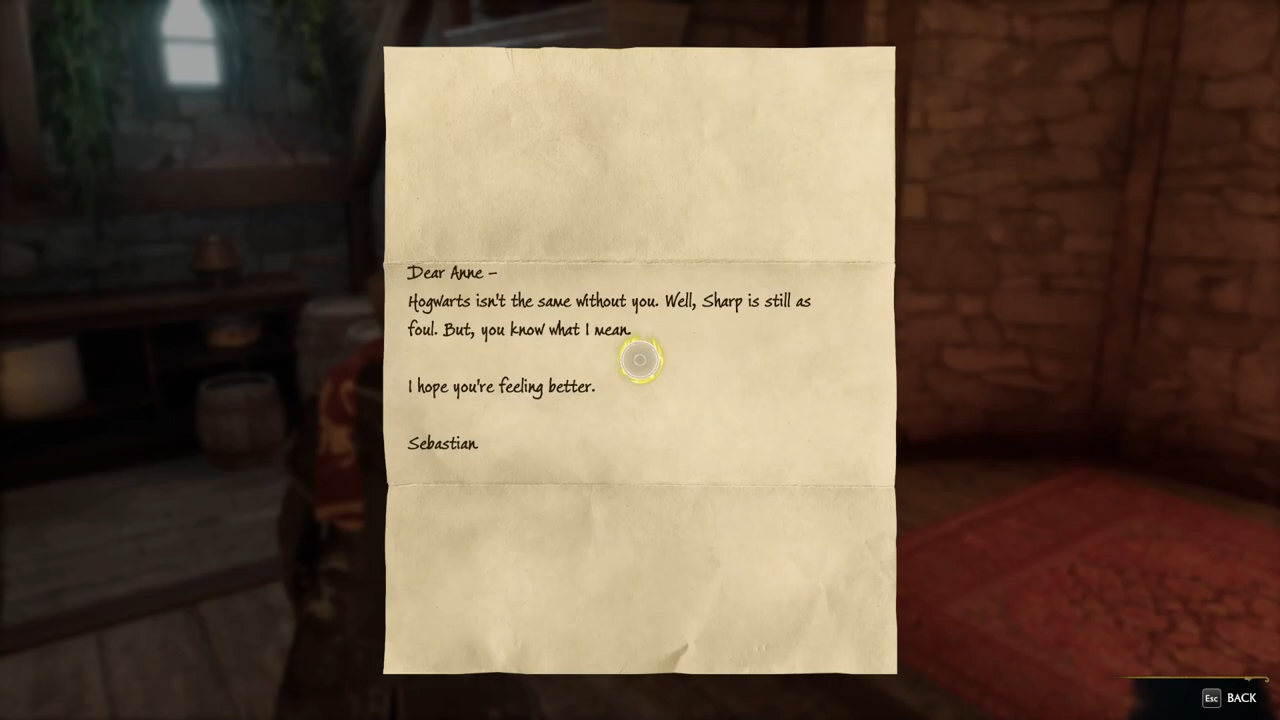 Dear Anne –
Hogwarts isn't the same without you. Well, Sharp is still as
foul. But, you know what I mean.
I hope you're feeling better.
Sebastian
Esc BACK